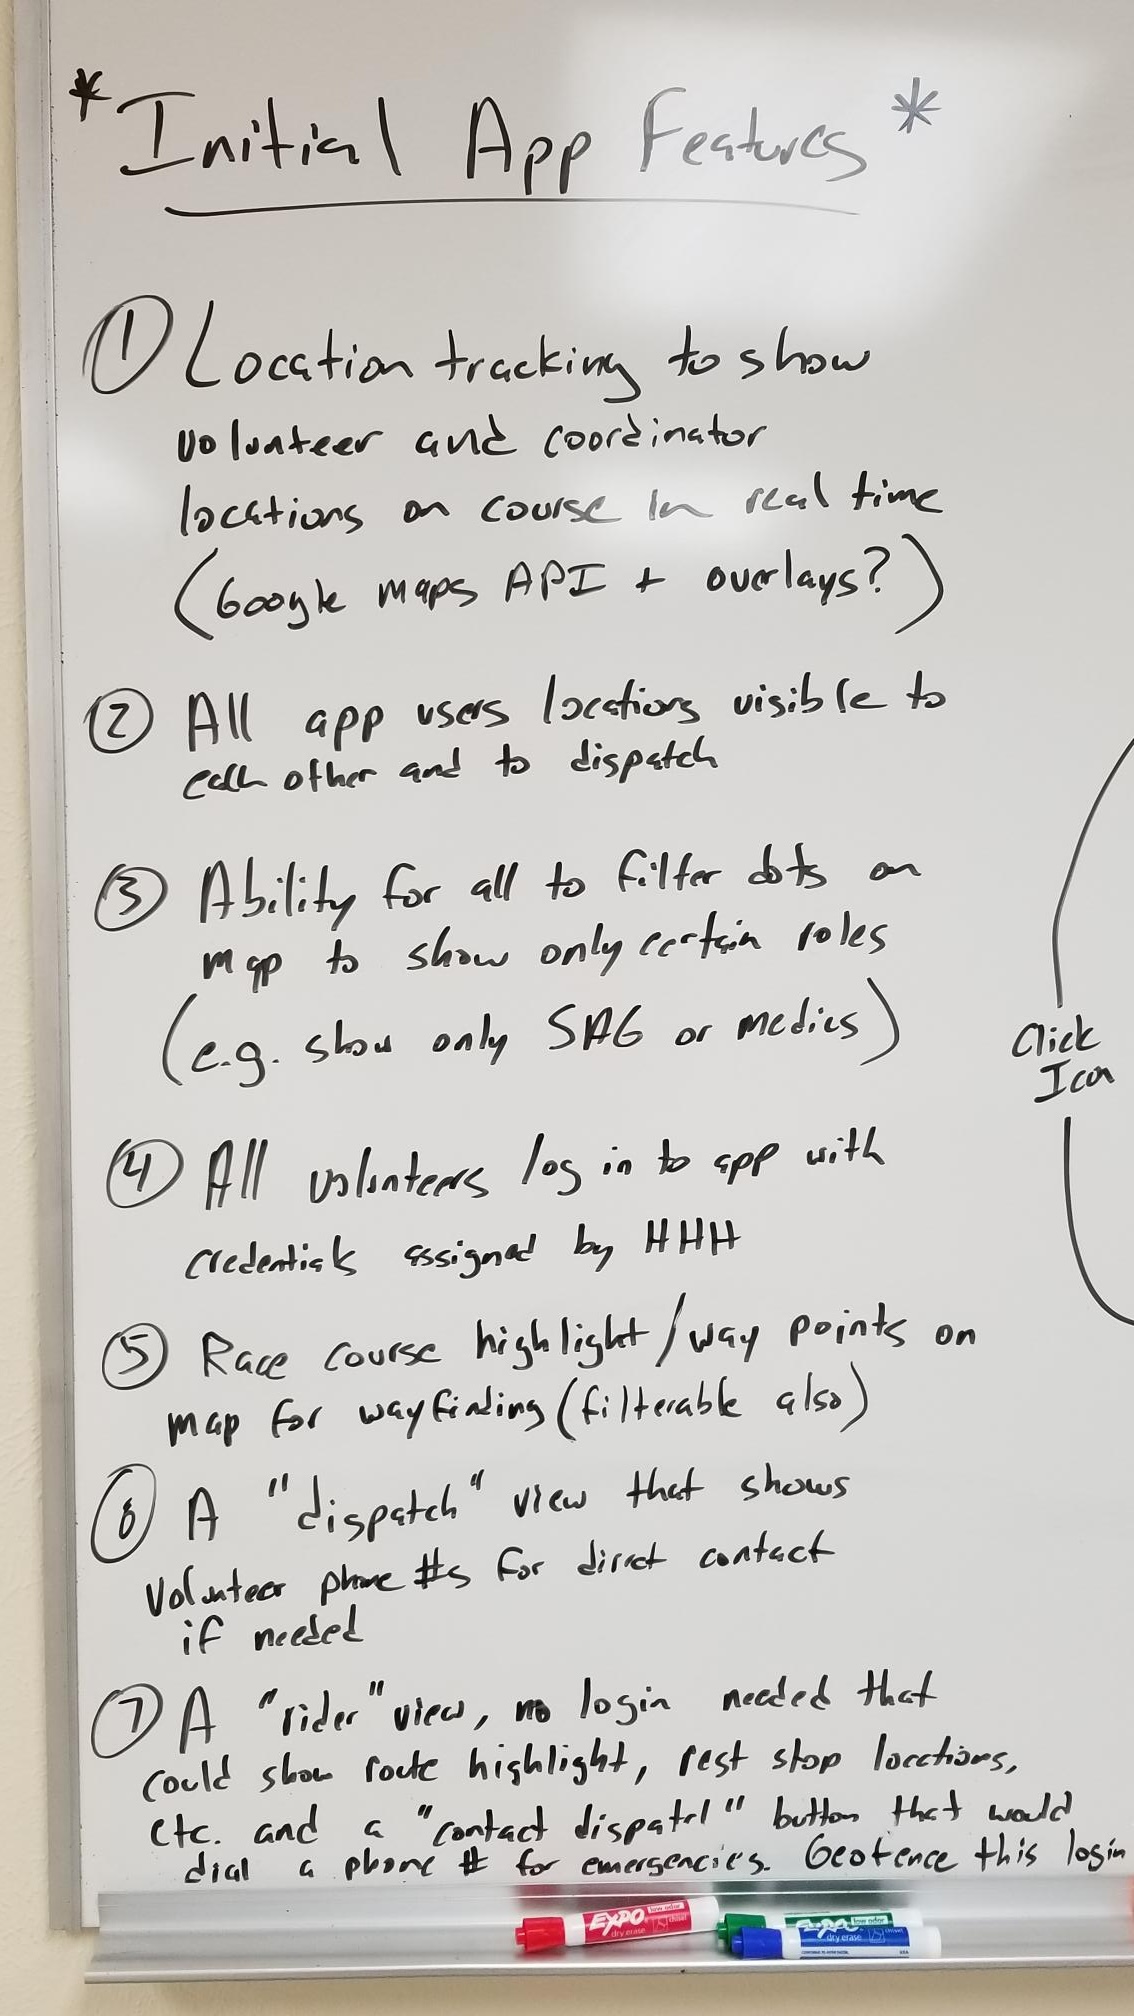 * Initial App Features *
① Location tracking to show
volunteer and coordinator
locations on course in real time
(Google maps API + overlays?)
② All app users locations visible to
each other and to dispatch
③ Ability for all to filter dots on
map to show only certain roles
(e.g. show only SAG or medics)
④ All volunteers log in to app with
credentials assigned by HHH
⑤ Race course highlight/way points on
map for wayfinding (filterable also)
⑥ A "dispatch" view that shows
volunteer phone #s for direct contact
if needed
⑦ A "rider" view, no login needed that
could show route highlight, rest stop locations,
etc. and a "contact dispatch" button that would
dial a phone # for emergencies. Geofence this login
Click
Icon
EXPO low odor
dry erase chisel
EXPO low odor
dry erase